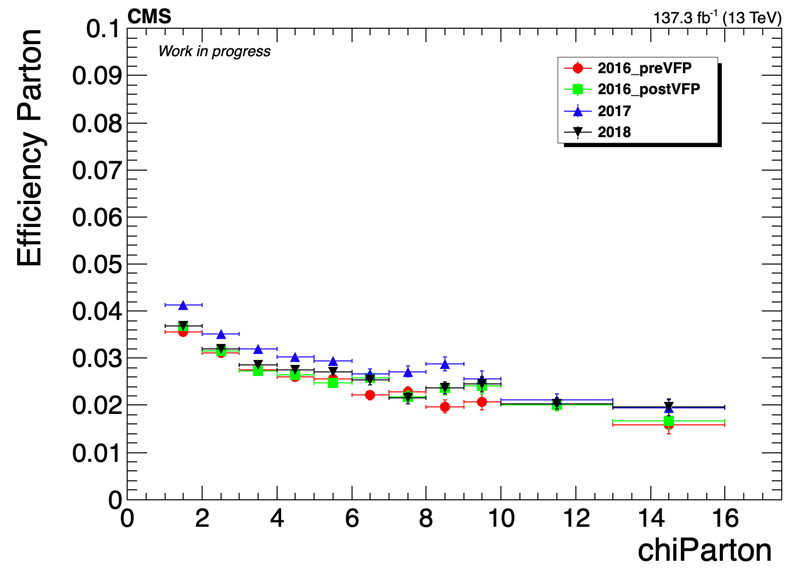 CMS
137.3 fb⁻¹ (13 TeV)
Work in progress
2016_preVFP
2016_postVFP
2017
2018
Efficiency Parton
0.1
0.09
0.08
0.07
0.06
0.05
0.04
0.03
0.02
0.01
0
0 2 4 6 8 10 12 14 16
chiParton